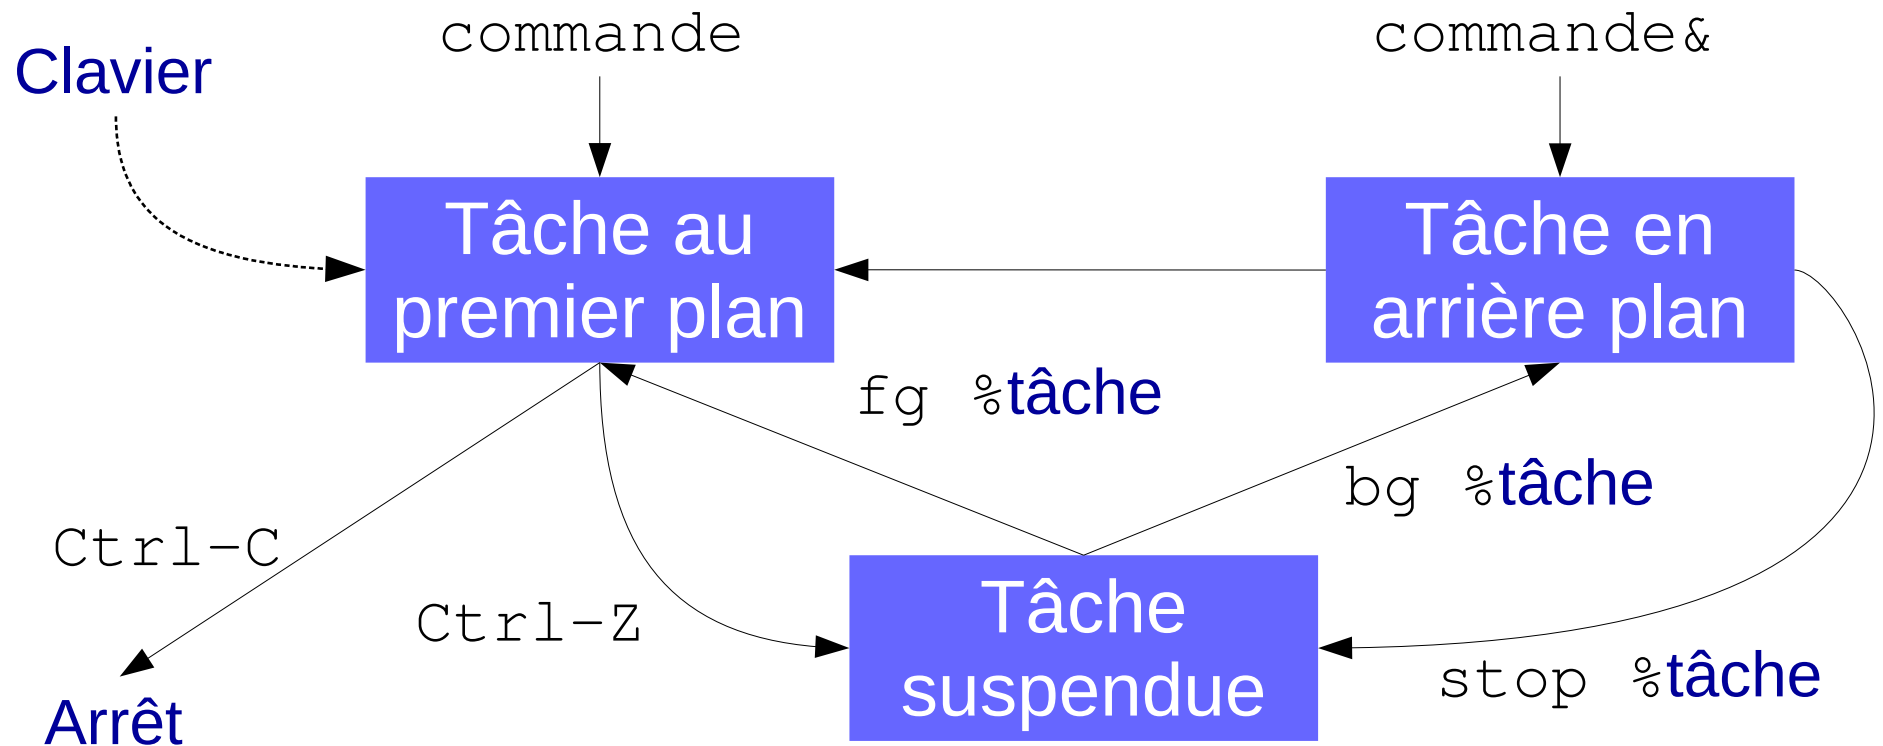 commande
commande&
Clavier
Tâche au
premier plan
Tâche en
arrière plan
fg %tâche
bg %tâche
Ctrl-C
Ctrl-Z
Tâche
suspendue
stop %tâche
Arrêt